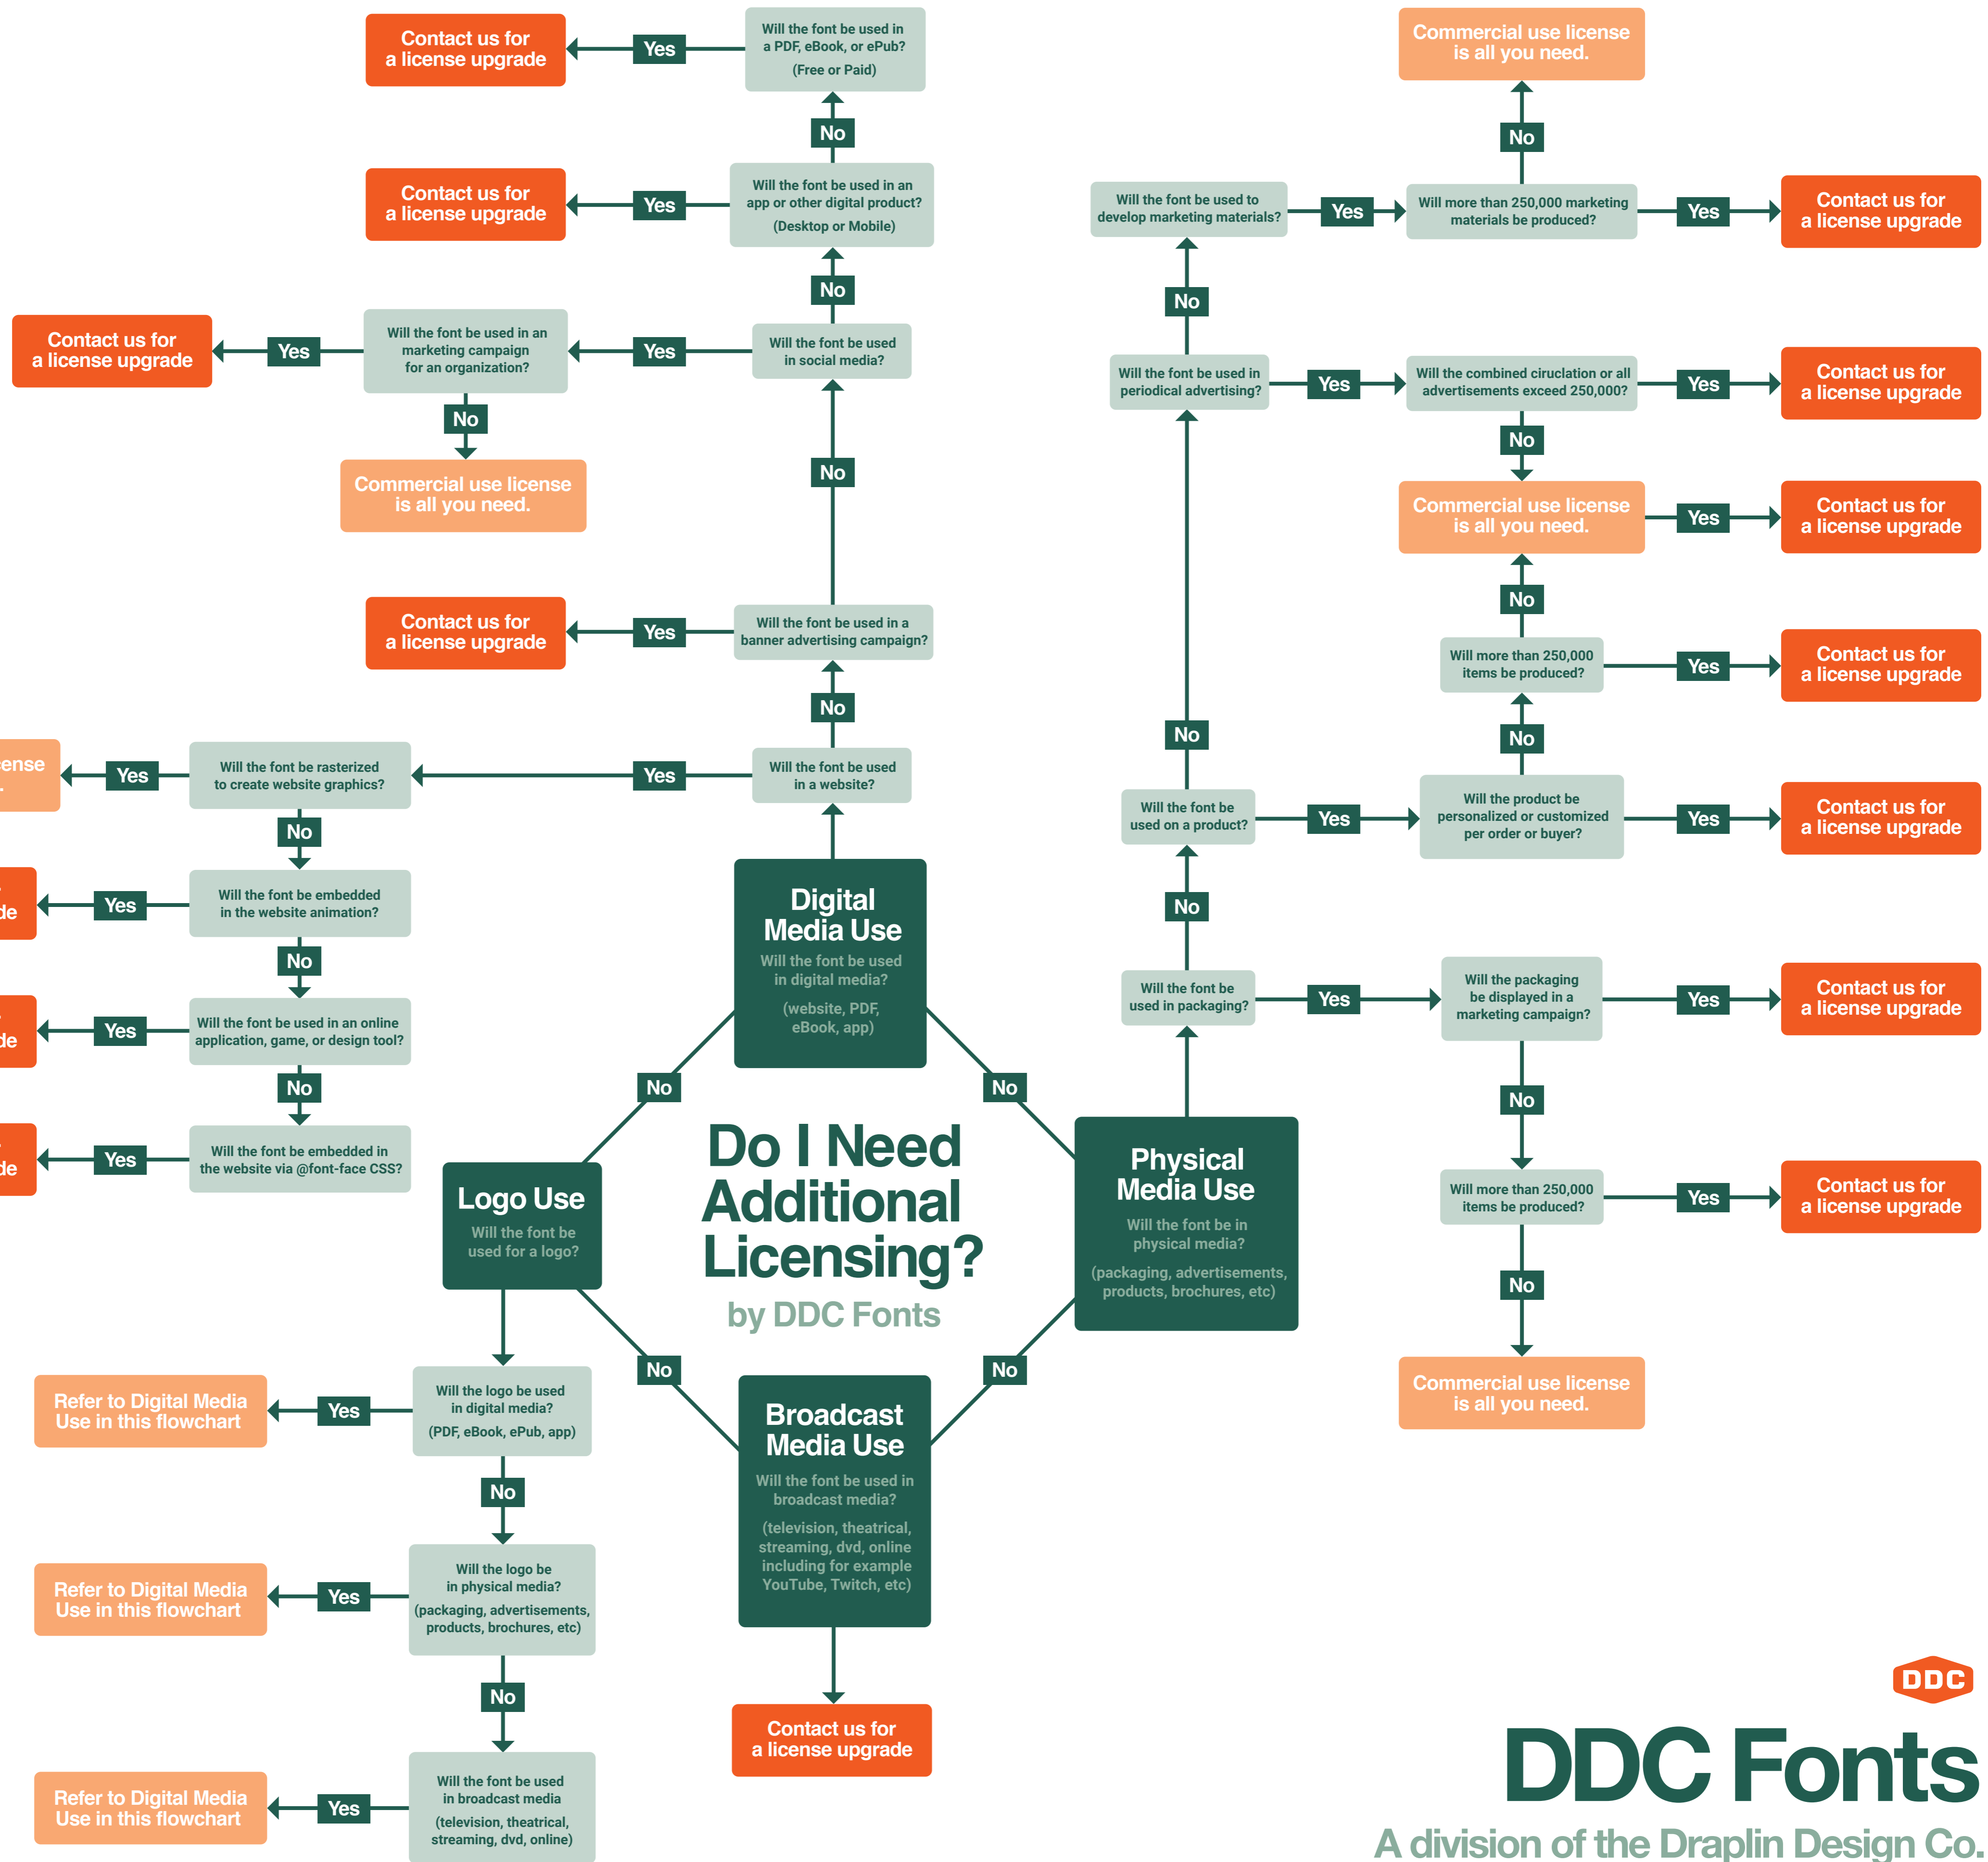 Contact us for
a license upgrade
Yes
Will the font be used in
a PDF, eBook, or ePub?
(Free or Paid)
No
Contact us for
a license upgrade
Yes
Will the font be used in an
app or other digital product?
(Desktop or Mobile)
No
Contact us for
a license upgrade
Yes
Will the font be used in an
marketing campaign
for an organization?
Yes
Will the font be used
in social media?
No
Commercial use license
is all you need.
No
Contact us for
a license upgrade
Yes
Will the font be used in a
banner advertising campaign?
No
Yes
Will the font be rasterized
to create website graphics?
Yes
Will the font be used
in a website?
No
Yes
Will the font be embedded
in the website animation?
No
Yes
Will the font be used in an online
application, game, or design tool?
No
Yes
Will the font be embedded in
the website via @font-face CSS?
Digital
Media Use
Will the font be used
in digital media?
(website, PDF,
eBook, app)
No
No
Do I Need
Additional
Licensing?
by DDC Fonts
Logo Use
Will the font be
used for a logo?
No
No
Physical
Media Use
Will the font be in
physical media?
(packaging, advertisements,
products, brochures, etc)
Broadcast
Media Use
Will the font be used in
broadcast media?
(television, theatrical,
streaming, dvd, online
including for example
YouTube, Twitch, etc)
Contact us for
a license upgrade
Refer to Digital Media
Use in this flowchart
Yes
Will the logo be used
in digital media?
(PDF, eBook, ePub, app)
No
Refer to Digital Media
Use in this flowchart
Yes
Will the logo be
in physical media?
(packaging, advertisements,
products, brochures, etc)
No
Refer to Digital Media
Use in this flowchart
Yes
Will the font be used
in broadcast media
(television, theatrical,
streaming, dvd, online)
Commercial use license
is all you need.
No
Will the font be used to
develop marketing materials?
Yes
Will more than 250,000 marketing
materials be produced?
Yes
Contact us for
a license upgrade
No
Will the font be used in
periodical advertising?
Yes
Will the combined ciruclation or all
advertisements exceed 250,000?
Yes
Contact us for
a license upgrade
No
Commercial use license
is all you need.
Yes
Contact us for
a license upgrade
No
Will more than 250,000
items be produced?
Yes
Contact us for
a license upgrade
No
No
Will the font be
used on a product?
Yes
Will the product be
personalized or customized
per order or buyer?
Yes
Contact us for
a license upgrade
No
Will the font be
used in packaging?
Yes
Will the packaging
be displayed in a
marketing campaign?
Yes
Contact us for
a license upgrade
No
Will more than 250,000
items be produced?
Yes
Contact us for
a license upgrade
No
Commercial use license
is all you need.
DDC
DDC Fonts
A division of the Draplin Design Co.